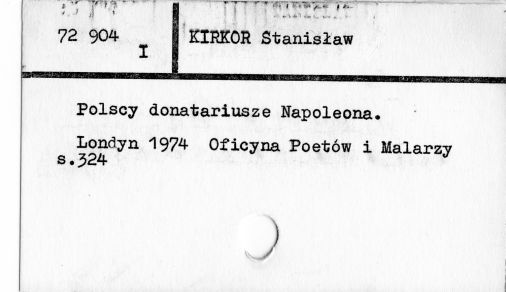 72 904
I
KIRKOR Stanisław
Polscy donatariusze Napoleona.
Londyn 1974 Oficyna Poetów i Malarzy
s.324